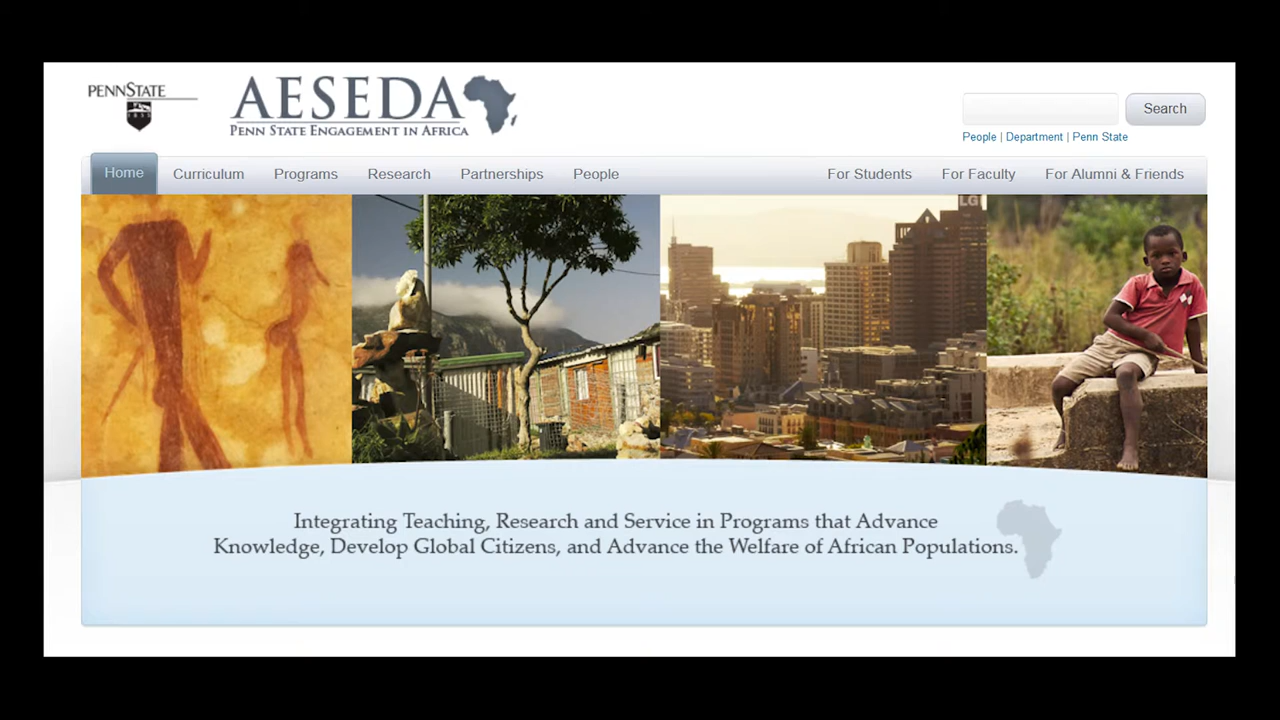 PENNSTATE
1855
AESEDA
PENN STATE ENGAGEMENT IN AFRICA
Search
People | Department | Penn State
Home Curriculum Programs Research Partnerships People For Students For Faculty For Alumni & Friends
LG
Integrating Teaching, Research and Service in Programs that Advance
Knowledge, Develop Global Citizens, and Advance the Welfare of African Populations.